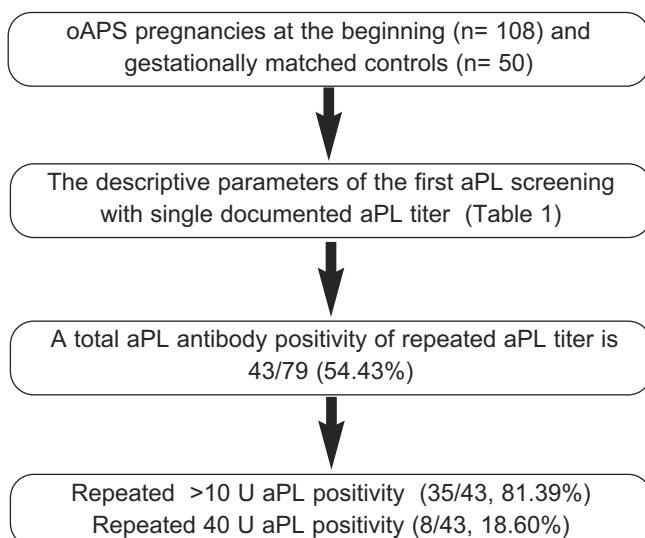 oAPS pregnancies at the beginning (n= 108) and
gestationally matched controls (n= 50)
The descriptive parameters of the first aPL screening
with single documented aPL titer (Table 1)
A total aPL antibody positivity of repeated aPL titer is
43/79 (54.43%)
Repeated >10 U aPL positivity (35/43, 81.39%)
Repeated 40 U aPL positivity (8/43, 18.60%)